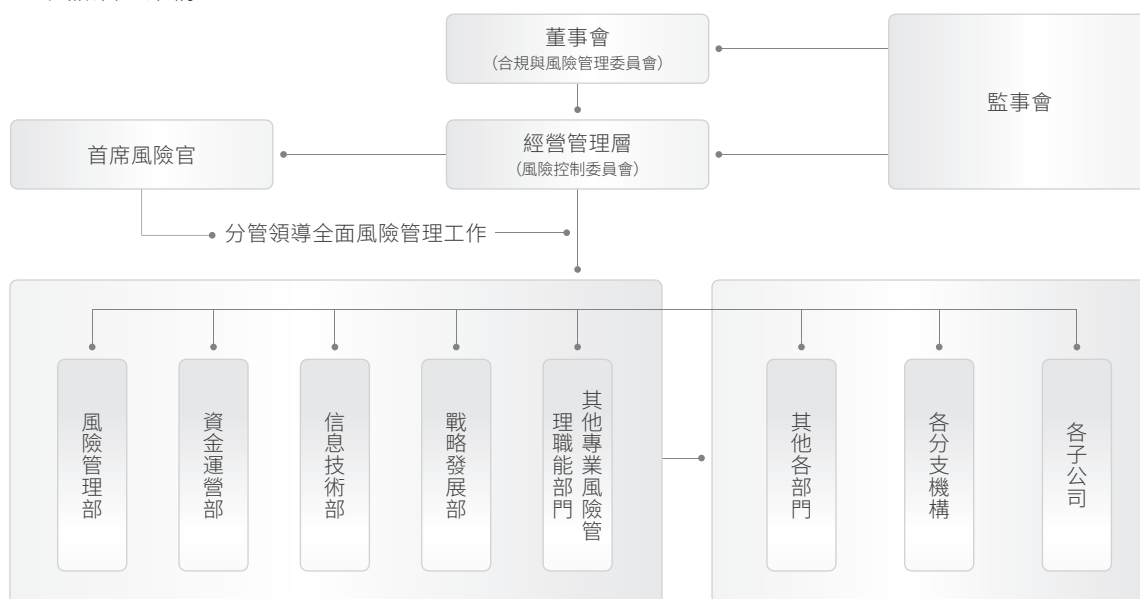 董事會
(合規與風險管理委員會)
監事會
首席風險官
經營管理層
(風險控制委員會)
分管領導全面風險管理工作
風險管理部
資金運營部
信息技術部
戰略發展部
其他專業風險管
理職能部門
其他各部門
各分支機構
各子公司